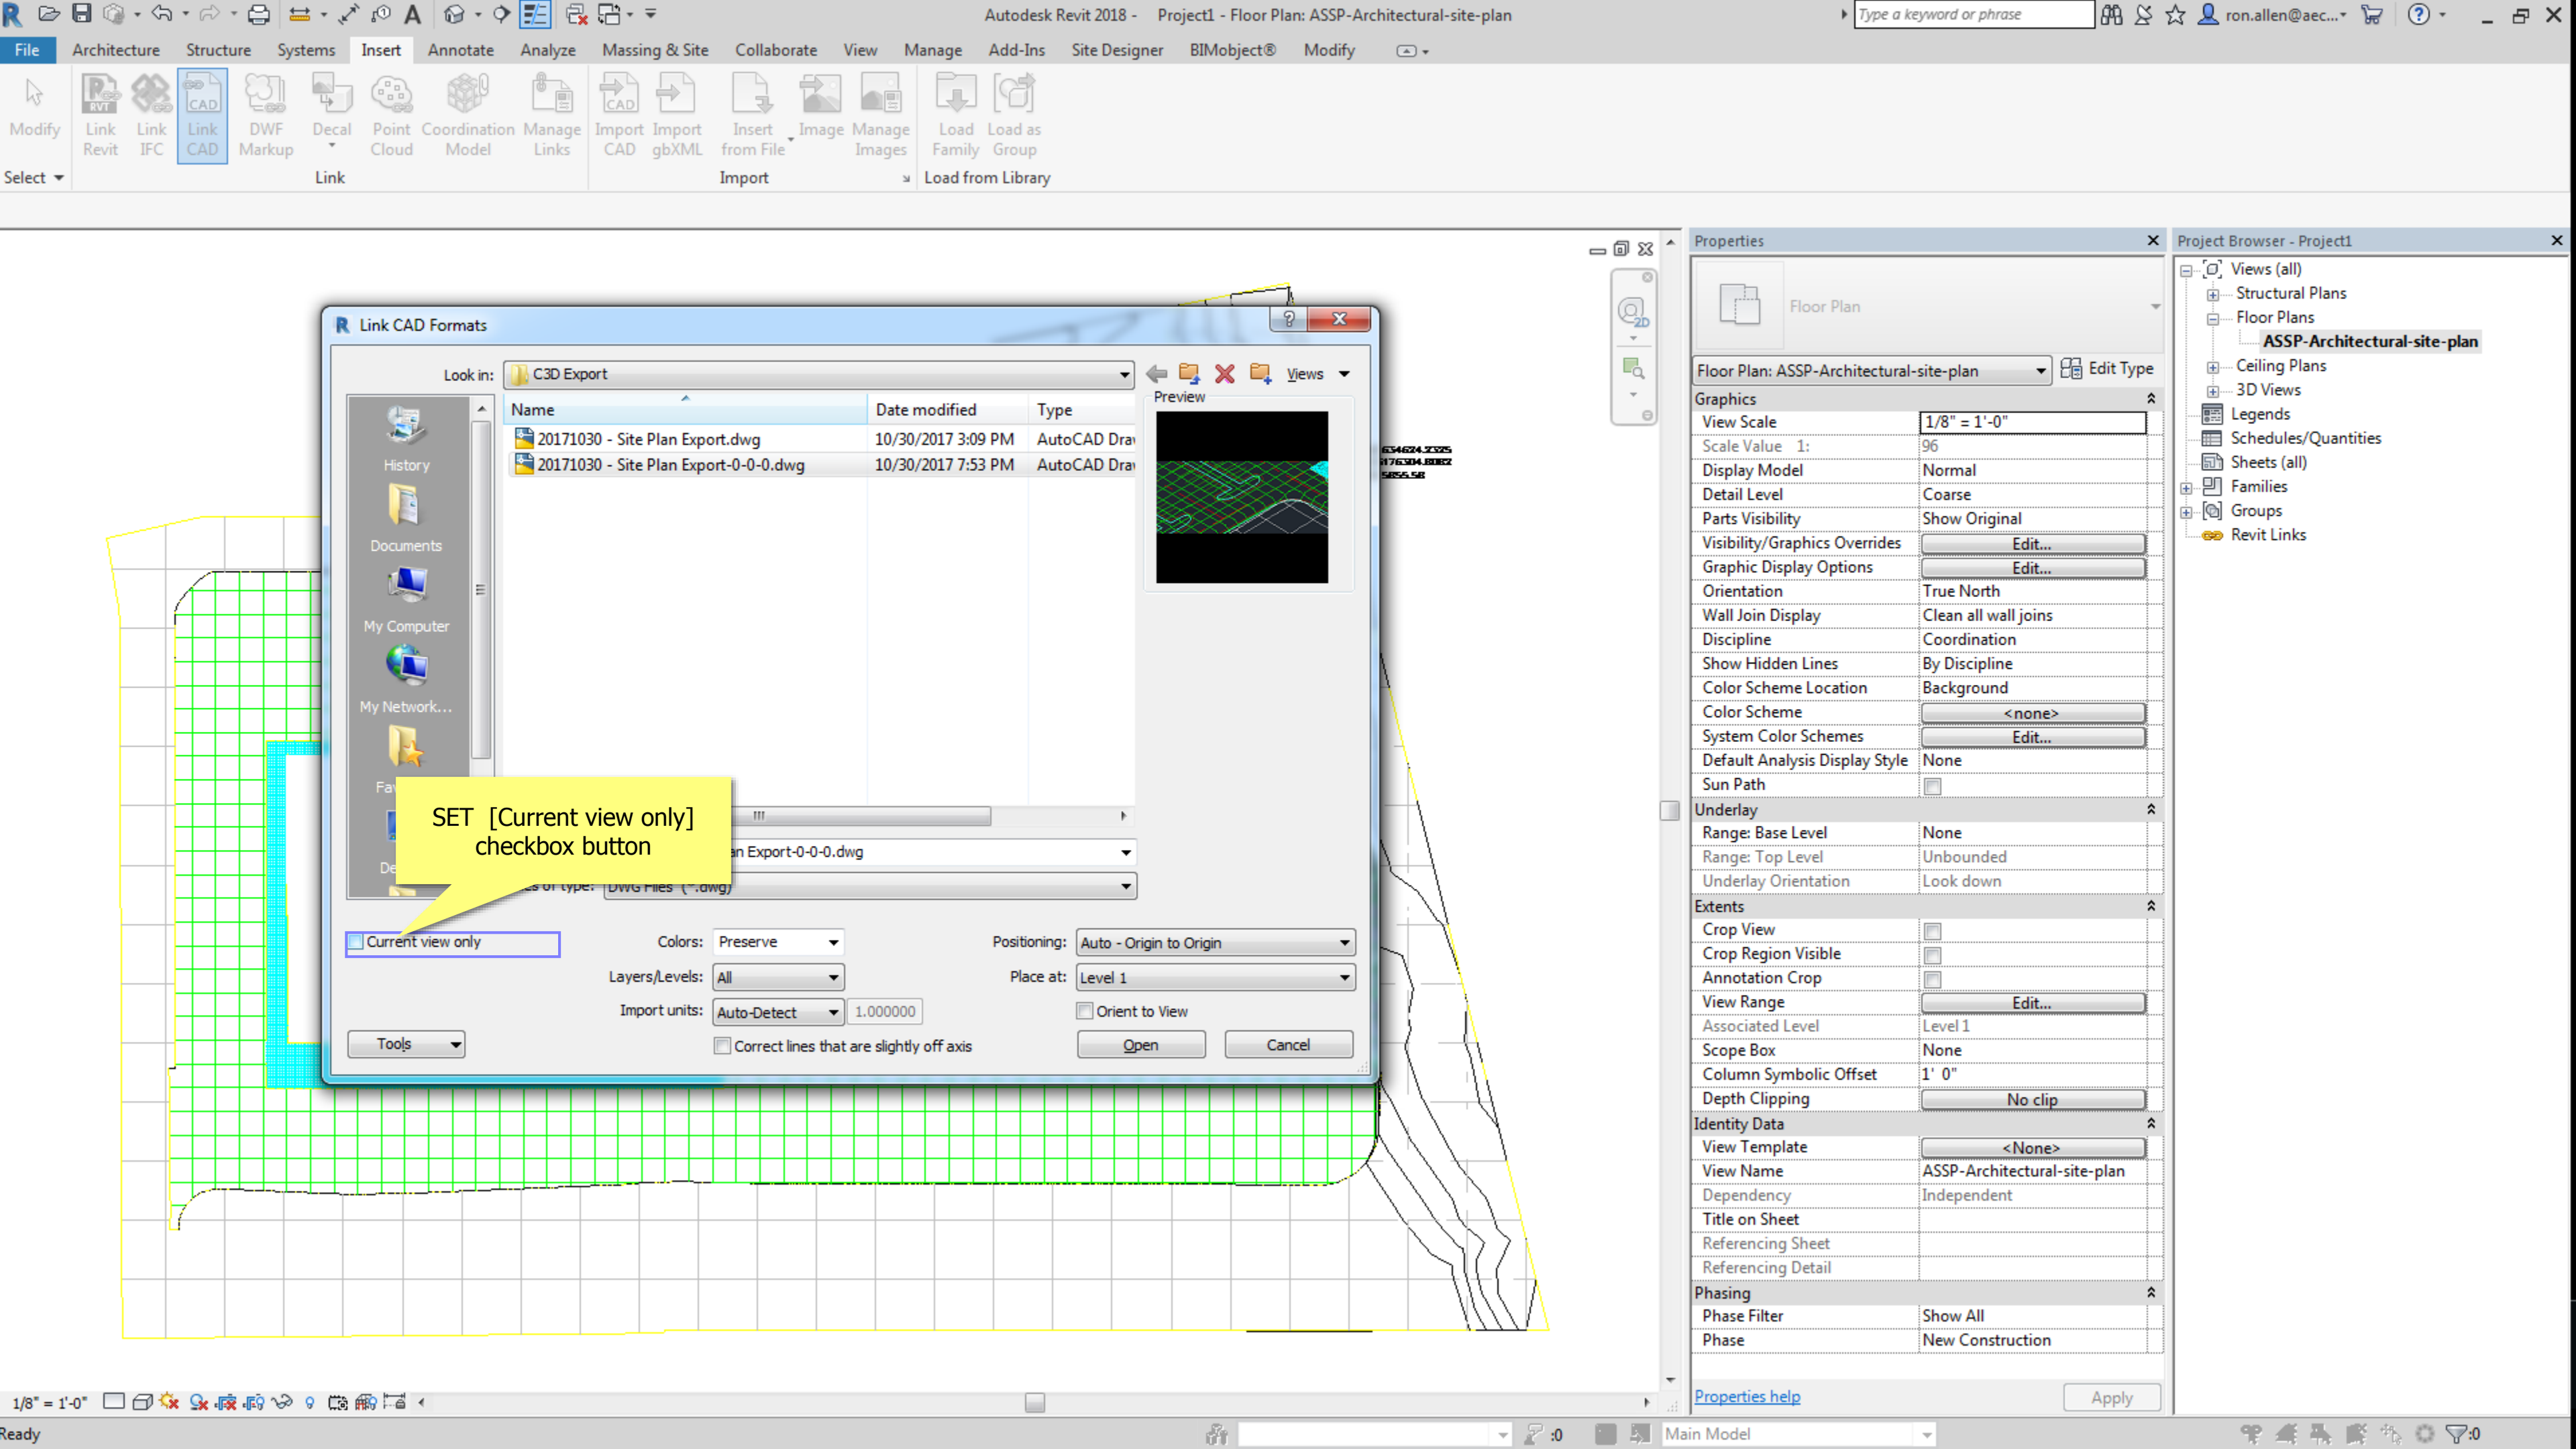 Autodesk Revit 2018 -    Project1 - Floor Plan: ASSP-Architectural-site-plan
Type a keyword or phrase
ron.allen@aec...
File Architecture Structure Systems Insert Annotate Analyze Massing & Site Collaborate View Manage Add-Ins Site Designer BIMobject® Modify
Modify
Link Revit
Link IFC
Link CAD
DWF Markup
Decal
Point Cloud
Coordination Model
Manage Links
Import CAD
Import gbXML
Insert from File
Image
Manage Images
Load Family
Load as Group
Select
Link
Import
Load from Library
Link CAD Formats
Look in: C3D Export
Views
Name Date modified Type
20171030 - Site Plan Export.dwg 10/30/2017 3:09 PM AutoCAD Dra
20171030 - Site Plan Export-0-0-0.dwg 10/30/2017 7:53 PM AutoCAD Dra
Preview
History
Documents
My Computer
My Network...
Fa
De
SET [Current view only]
checkbox button
an Export-0-0-0.dwg
of type: DWG Files (*.dwg)
Current view only
Colors: Preserve
Positioning: Auto - Origin to Origin
Layers/Levels: All
Place at: Level 1
Import units: Auto-Detect 1.000000
Orient to View
Tools
Correct lines that are slightly off axis
Open
Cancel
2D
Properties
Floor Plan
Floor Plan: ASSP-Architectural-site-plan
Edit Type
Graphics
View Scale 1/8" = 1'-0"
Scale Value 1: 96
Display Model Normal
Detail Level Coarse
Parts Visibility Show Original
Visibility/Graphics Overrides Edit...
Graphic Display Options Edit...
Orientation True North
Wall Join Display Clean all wall joins
Discipline Coordination
Show Hidden Lines By Discipline
Color Scheme Location Background
Color Scheme <none>
System Color Schemes Edit...
Default Analysis Display Style None
Sun Path
Underlay
Range: Base Level None
Range: Top Level Unbounded
Underlay Orientation Look down
Extents
Crop View
Crop Region Visible
Annotation Crop
View Range Edit...
Associated Level Level 1
Scope Box None
Column Symbolic Offset 1' 0"
Depth Clipping No clip
Identity Data
View Template <None>
View Name ASSP-Architectural-site-plan
Dependency Independent
Title on Sheet
Referencing Sheet
Referencing Detail
Phasing
Phase Filter Show All
Phase New Construction
Properties help
Apply
Project Browser - Project1
Views (all)
Structural Plans
Floor Plans
ASSP-Architectural-site-plan
Ceiling Plans
3D Views
Legends
Schedules/Quantities
Sheets (all)
Families
Groups
Revit Links
1/8" = 1'-0"
Ready
:0
Main Model
:0